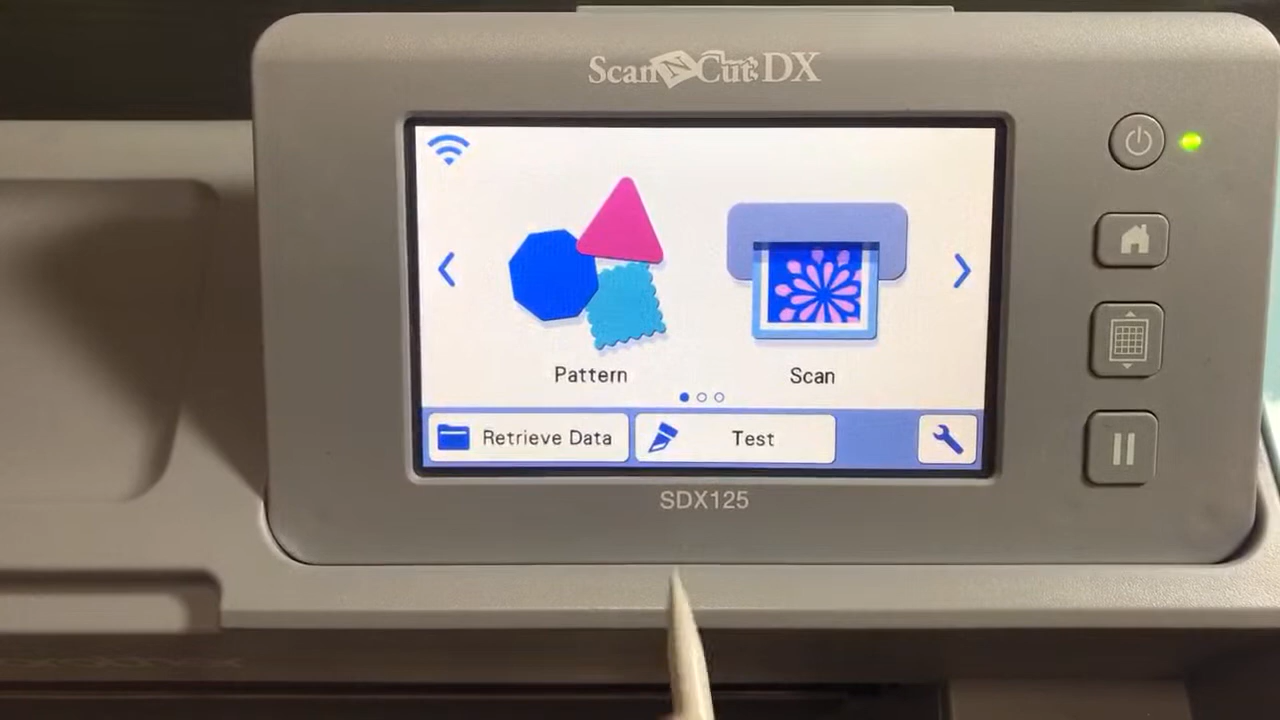 ScanNCut DX
Pattern
Scan
Retrieve Data
Test
SDX125